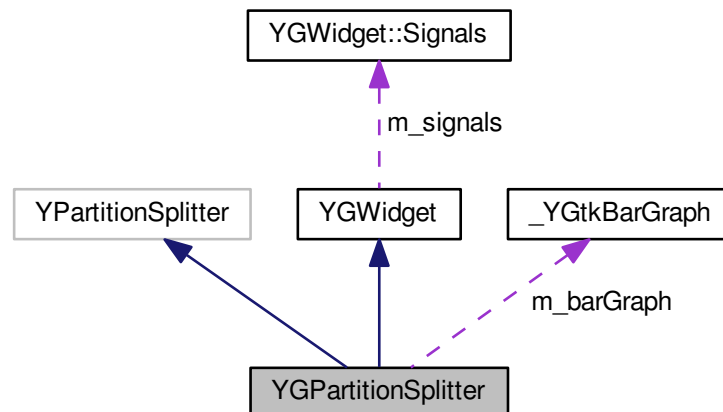 YGWidget::Signals
m_signals
YPartitionSplitter
YGWidget
_YGtkBarGraph
m_barGraph
YGPartitionSplitter